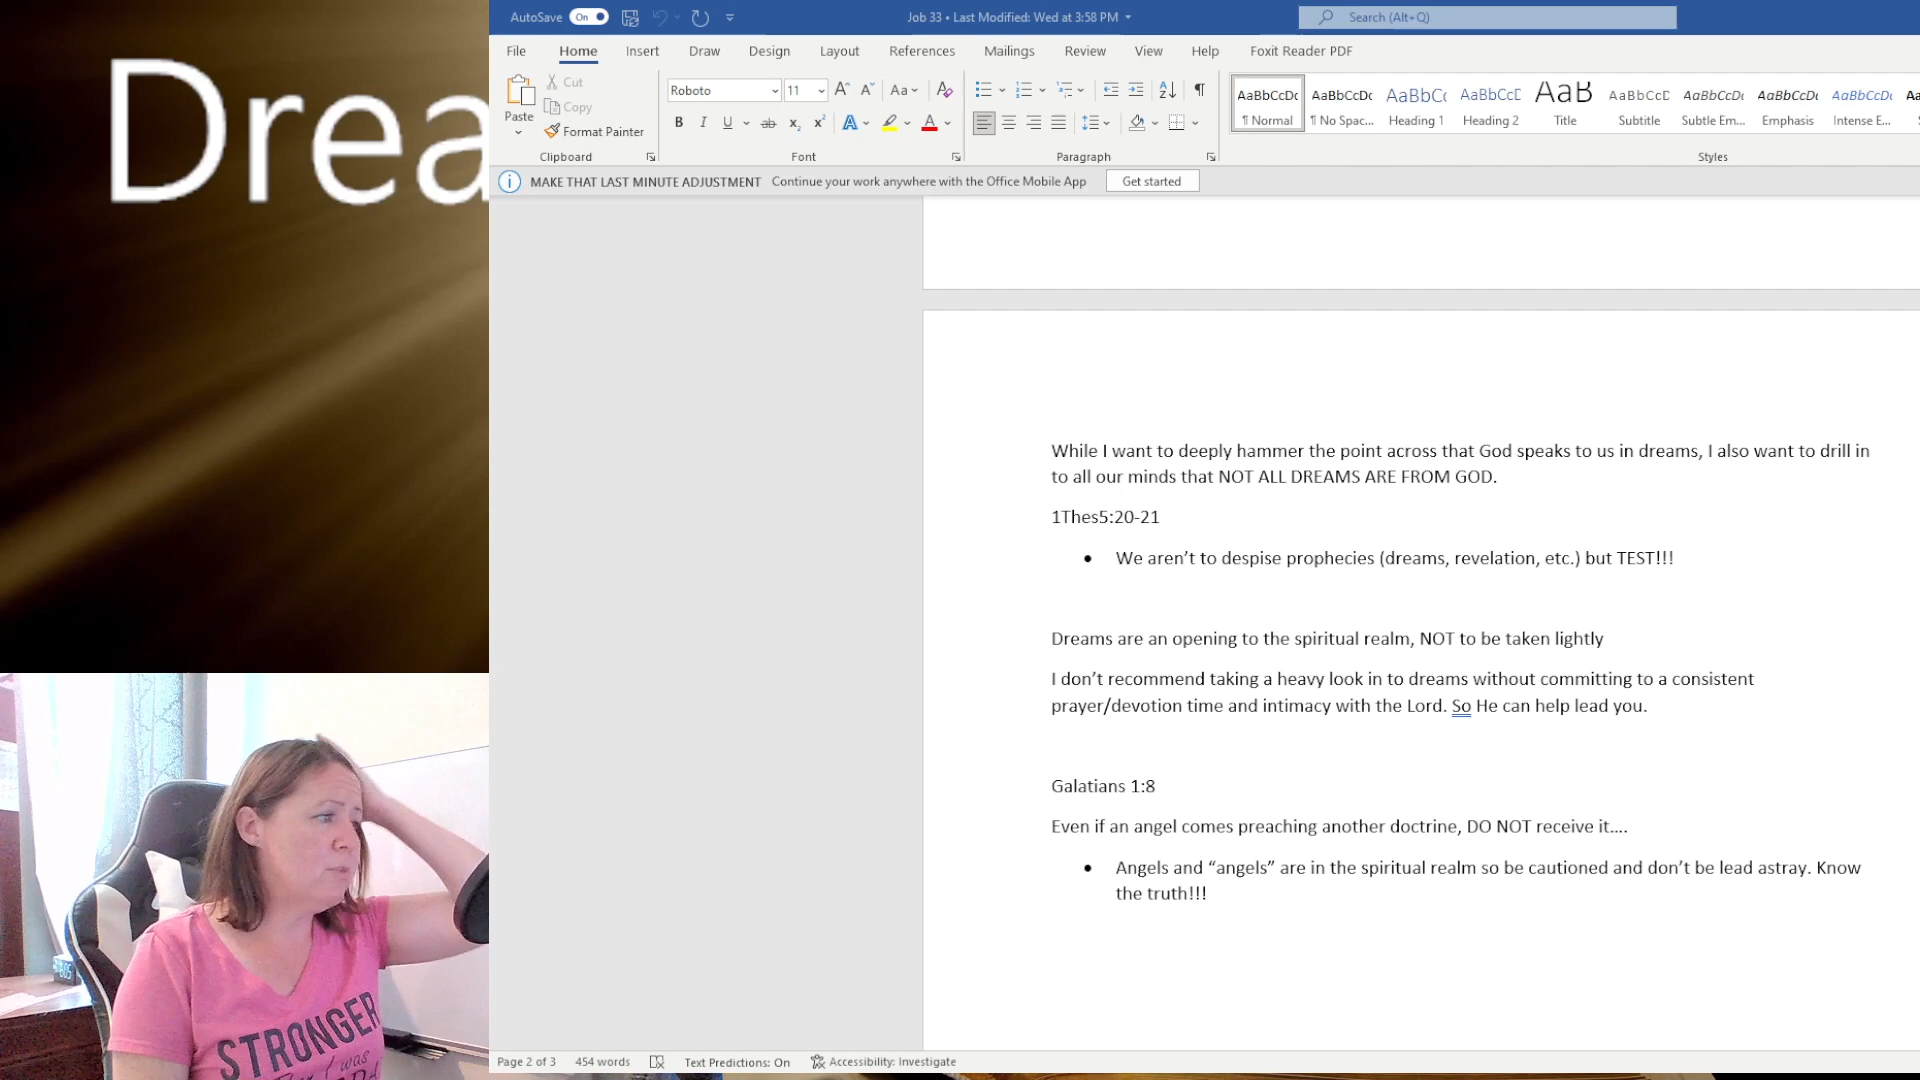 Drea
AutoSave On Job 33 • Last Modified: Wed at 3:58 PM Search (Alt+Q)
File Home Insert Draw Design Layout References Mailings Review View Help Foxit Reader PDF
Paste Cut Copy Format Painter
Clipboard
Roboto 11 Aa
B I U ab x₂ x² A A
Font
Paragraph
AaBbCcDc AaBbCcDc AaBbCc AaBbCcD AaB AaBbCcD AaBbCcDc AaBbCcDc AaBbCcDc
¶ Normal ¶ No Spac... Heading 1 Heading 2 Title Subtitle Subtle Em... Emphasis Intense E...
Styles
MAKE THAT LAST MINUTE ADJUSTMENT Continue your work anywhere with the Office Mobile App Get started
While I want to deeply hammer the point across that God speaks to us in dreams, I also want to drill in
to all our minds that NOT ALL DREAMS ARE FROM GOD.
1Thes5:20-21
• We aren’t to despise prophecies (dreams, revelation, etc.) but TEST!!!
Dreams are an opening to the spiritual realm, NOT to be taken lightly
I don’t recommend taking a heavy look in to dreams without committing to a consistent
prayer/devotion time and intimacy with the Lord. So He can help lead you.
Galatians 1:8
Even if an angel comes preaching another doctrine, DO NOT receive it….
• Angels and “angels” are in the spiritual realm so be cautioned and don’t be lead astray. Know
the truth!!!
STRONGER
I was
Page 2 of 3 454 words Text Predictions: On Accessibility: Investigate